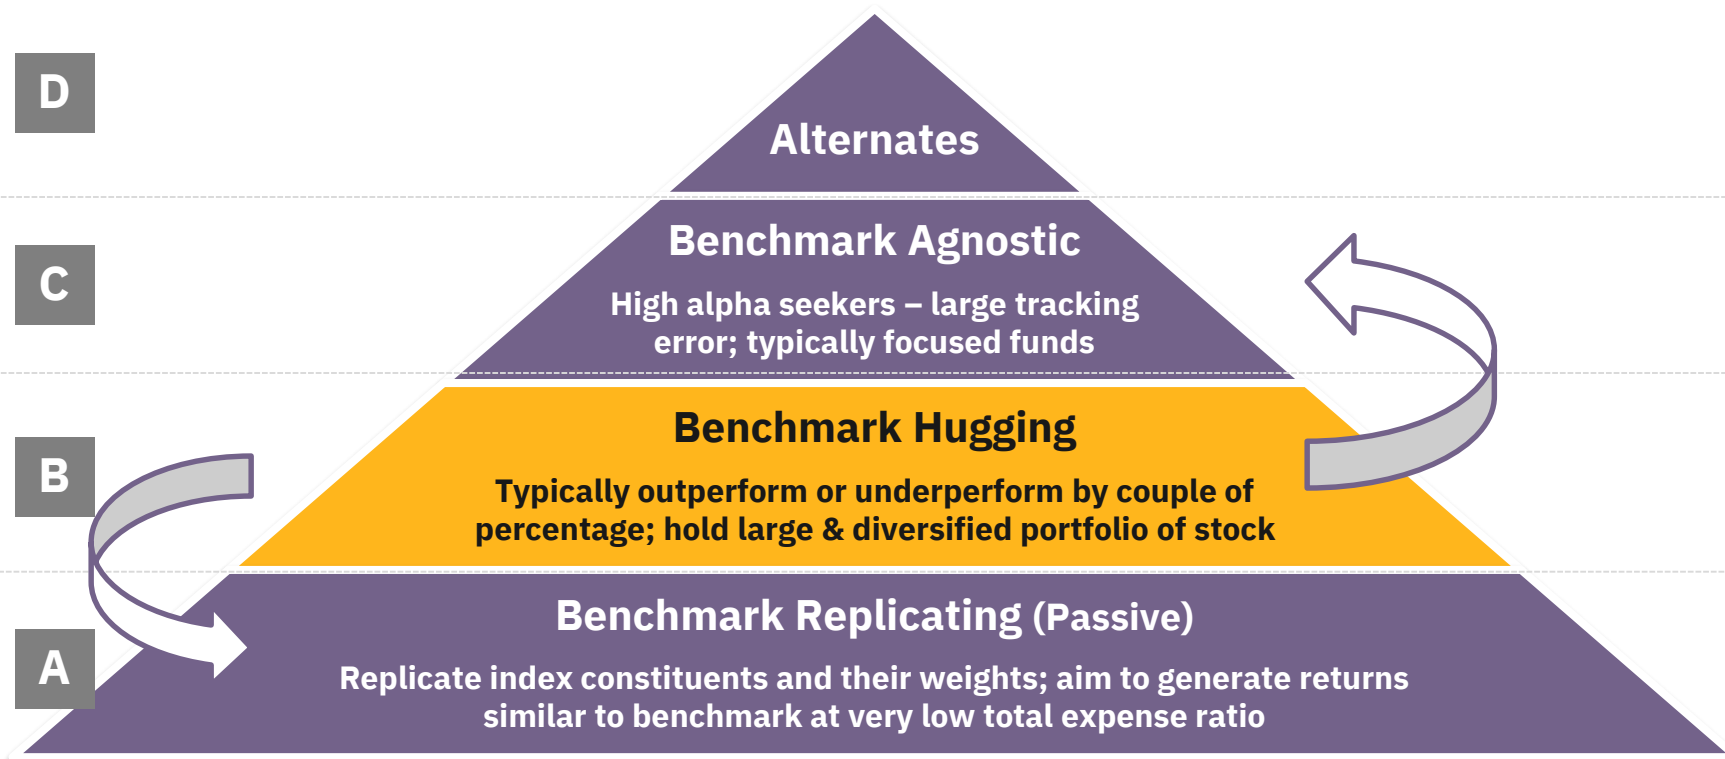 D
Alternates
C
Benchmark Agnostic
High alpha seekers – large tracking
error; typically focused funds
B
Benchmark Hugging
Typically outperform or underperform by couple of
percentage; hold large & diversified portfolio of stock
A
Benchmark Replicating (Passive)
Replicate index constituents and their weights; aim to generate returns
similar to benchmark at very low total expense ratio